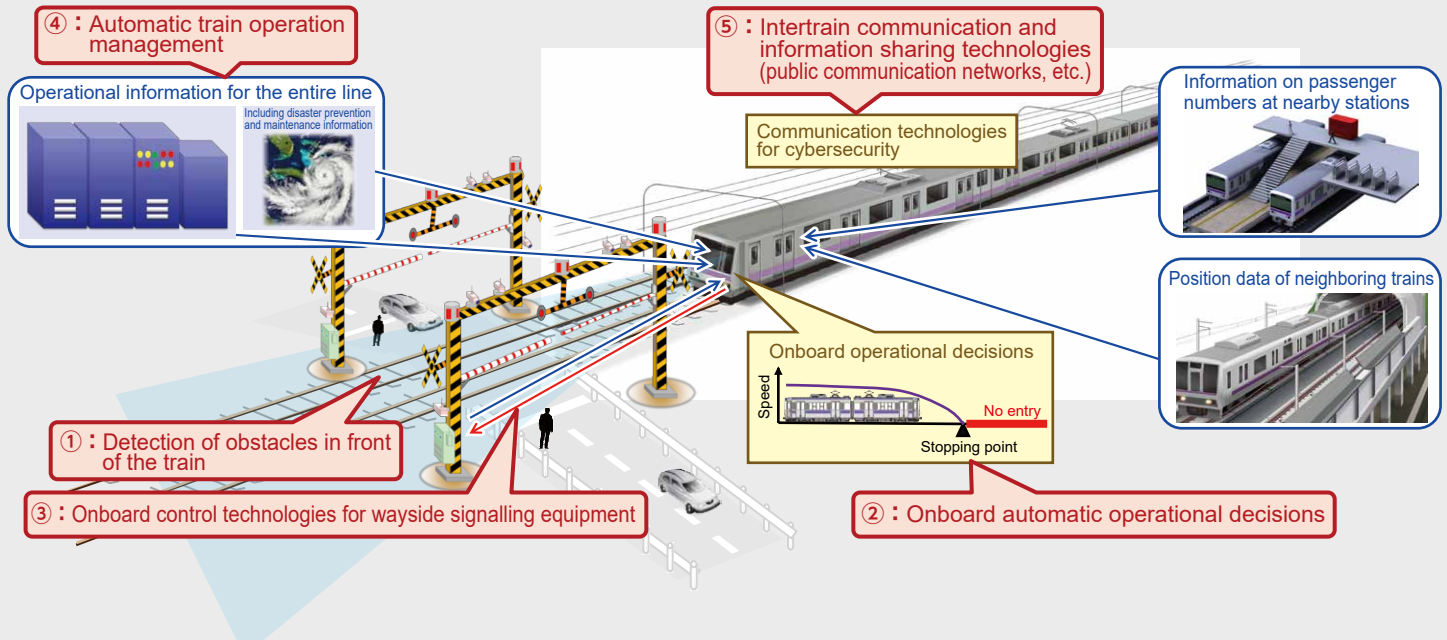 ④：Automatic train operation
management
Operational information for the entire line
Including disaster prevention
and maintenance information
⑤：Intertrain communication and
information sharing technologies
(public communication networks, etc.)
Communication technologies
for cybersecurity
Information on passenger
numbers at nearby stations
Position data of neighboring trains
Onboard operational decisions
Speed
No entry
Stopping point
①：Detection of obstacles in front
of the train
③：Onboard control technologies for wayside signalling equipment
②：Onboard automatic operational decisions